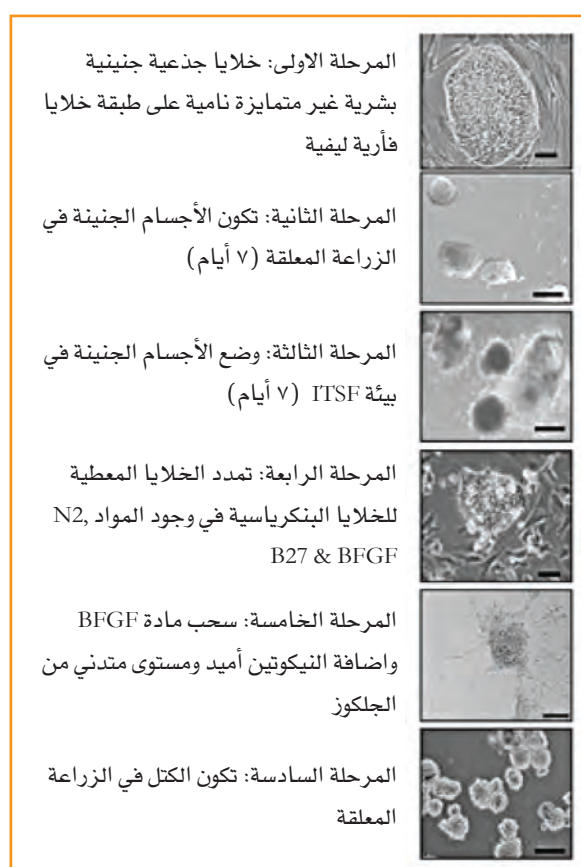 المرحلة الاولى: خلايا جذعية جنينية
بشرية غير متمايزة نامية على طبقة خلايا
فأرية ليفية
المرحلة الثانية: تكون الأجسام الجنينة في
الزراعة المعلقة (٧ أيام)
المرحلة الثالثة: وضع الأجسام الجنينة في
بيئة ITSF (٧ أيام)
المرحلة الرابعة: تمدد الخلايا المعطية
للخلايا البنكرياسية في وجود المواد N2,
B27 & BFGF
المرحلة الخامسة: سحب مادة BFGF
واضافة النيكوتين أميد ومستوى متدني من
الجلكوز
المرحلة السادسة: تكون الكتل في الزراعة
المعلقة